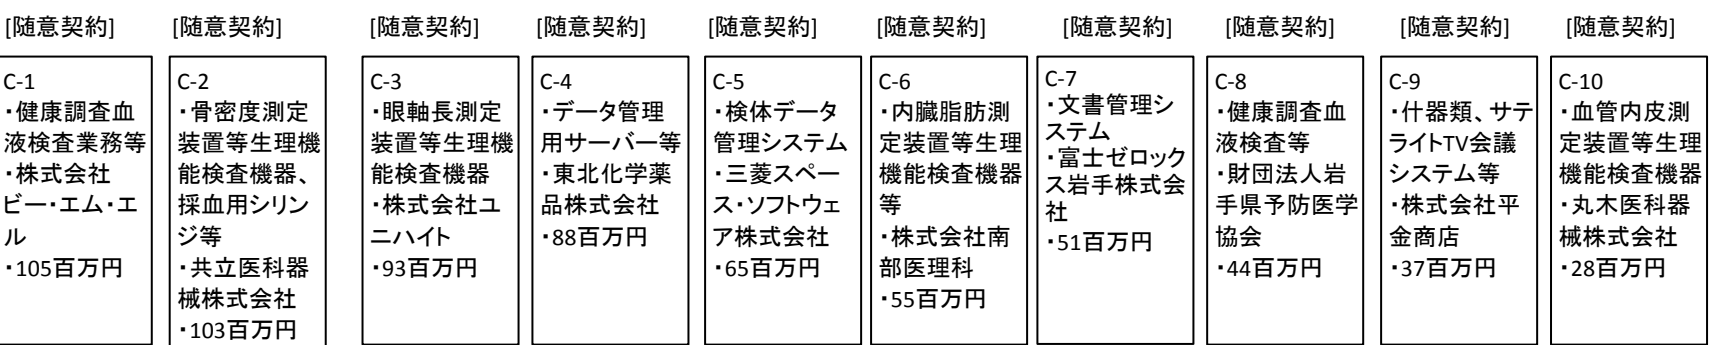 [随意契約] [随意契約] [随意契約] [随意契約] [随意契約] [随意契約] [随意契約] [随意契約] [随意契約] [随意契約]
C-1
・健康調査血
液検査業務等
・株式会社
ビー・エム・エ
ル
・105百万円
C-2
・骨密度測定
装置等生理機
能検査機器、
採血用シリン
ジ等
・共立医科器
械株式会社
・103百万円
C-3
・眼軸長測定
装置等生理機
能検査機器
・株式会社ユ
ニハイト
・93百万円
C-4
・データ管理
用サーバー等
・東北化学薬
品株式会社
・88百万円
C-5
・検体データ
管理システム
・三菱スペー
ス・ソフトウェ
ア株式会社
・65百万円
C-6
・内臓脂肪測
定装置等生理
機能検査機器
等
・株式会社南
部医理科
・55百万円
C-7
・文書管理シ
ステム
・富士ゼロック
ス岩手株式会
社
・51百万円
C-8
・健康調査血
液検査等
・財団法人岩
手県予防医学
協会
・44百万円
C-9
・什器類、サテ
ライトTV会議
システム等
・株式会社平
金商店
・37百万円
C-10
・血管内皮測
定装置等生理
機能検査機器
・丸木医科器
械株式会社
・28百万円